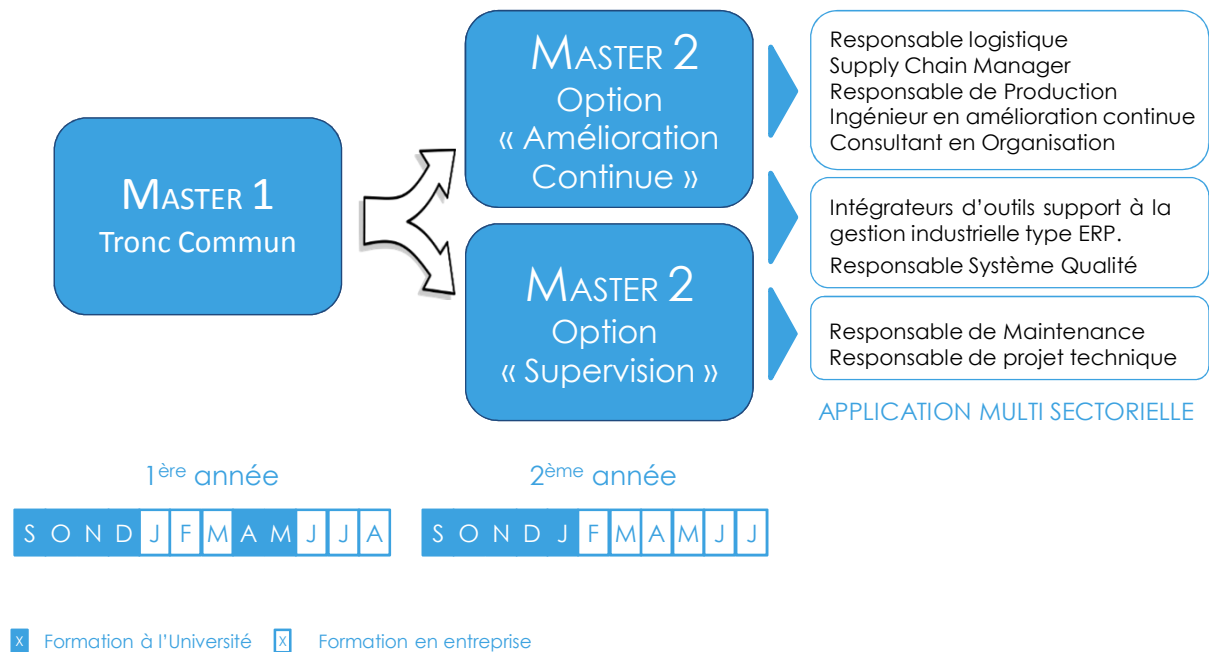 MASTER 1
Tronc Commun
MASTER 2
Option
« Amélioration
Continue »
MASTER 2
Option
« Supervision »
Responsable logistique
Supply Chain Manager
Responsable de Production
Ingénieur en amélioration continue
Consultant en Organisation
Intégrateurs d’outils support à la
gestion industrielle type ERP.
Responsable Système Qualité
Responsable de Maintenance
Responsable de projet technique
APPLICATION MULTI SECTORIELLE
1ère année
S O N D J F M A M J J A
2ème année
S O N D J F M A M J J
X Formation à l’Université X Formation en entreprise